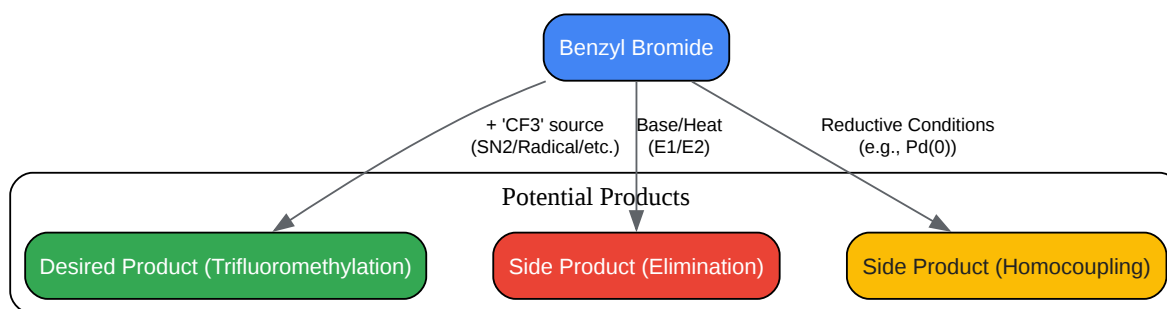 Benzyl Bromide
+ 'CF3' source
(SN2/Radical/etc.)
Base/Heat
(E1/E2)
Reductive Conditions
(e.g., Pd(0))
Potential Products
Desired Product (Trifluoromethylation)
Side Product (Elimination)
Side Product (Homocoupling)